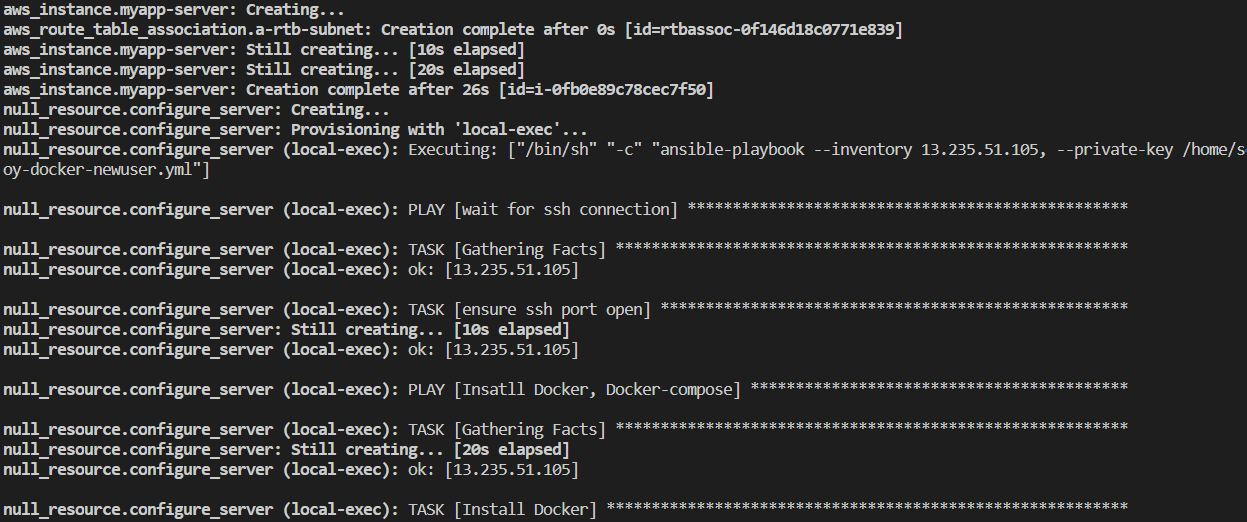 aws_instance.myapp-server: Creating...
aws_route_table_association.a-rtb-subnet: Creation complete after 0s [id=rtbassoc-0f146d18c0771e839]
aws_instance.myapp-server: Still creating... [10s elapsed]
aws_instance.myapp-server: Still creating... [20s elapsed]
aws_instance.myapp-server: Creation complete after 26s [id=i-0fb0e89c78cec7f50]
null_resource.configure_server: Creating...
null_resource.configure_server: Provisioning with 'local-exec'...
null_resource.configure_server (local-exec): Executing: ["/bin/sh" "-c" "ansible-playbook --inventory 13.235.51.105, --private-key /home/s
oy-docker-newuser.yml"]
null_resource.configure_server (local-exec): PLAY [wait for ssh connection] *************************************************
null_resource.configure_server (local-exec): TASK [Gathering Facts] *********************************************************
null_resource.configure_server (local-exec): ok: [13.235.51.105]
null_resource.configure_server (local-exec): TASK [ensure ssh port open] ****************************************************
null_resource.configure_server: Still creating... [10s elapsed]
null_resource.configure_server (local-exec): ok: [13.235.51.105]
null_resource.configure_server (local-exec): PLAY [Insatll Docker, Docker-compose] ******************************************
null_resource.configure_server (local-exec): TASK [Gathering Facts] *********************************************************
null_resource.configure_server: Still creating... [20s elapsed]
null_resource.configure_server (local-exec): ok: [13.235.51.105]
null_resource.configure_server (local-exec): TASK [Install Docker] **********************************************************